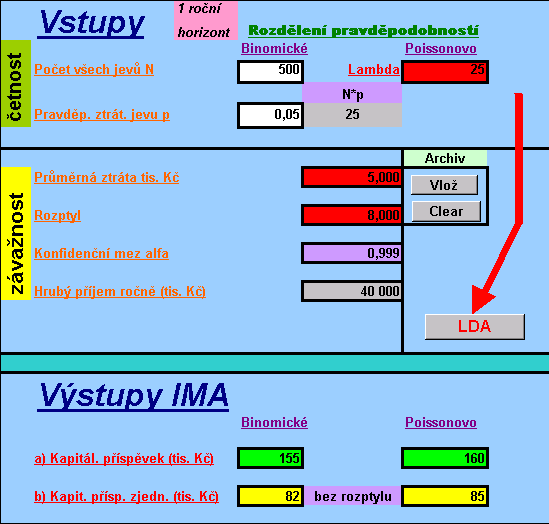 Vstupy
1 roční
horizont
Rozdělení pravděpodobností
Binomické Poissonovo
četnost
Počet všech jevů N 500 Lambda 25
N*p
Pravděp. ztrát. jevu p 0,05 25
závažnost
Archiv
Průměrná ztráta tis. Kč 5,000 Vlož
Rozptyl 8,000 Clear
Konfidenční mez alfa 0,999
Hrubý příjem ročně (tis. Kč) 40 000
LDA
Výstupy IMA
Binomické Poissonovo
a) Kapitál. příspěvek (tis. Kč) 155 160
b) Kapit. přísp. zjedn. (tis. Kč) 82 bez rozptylu 85